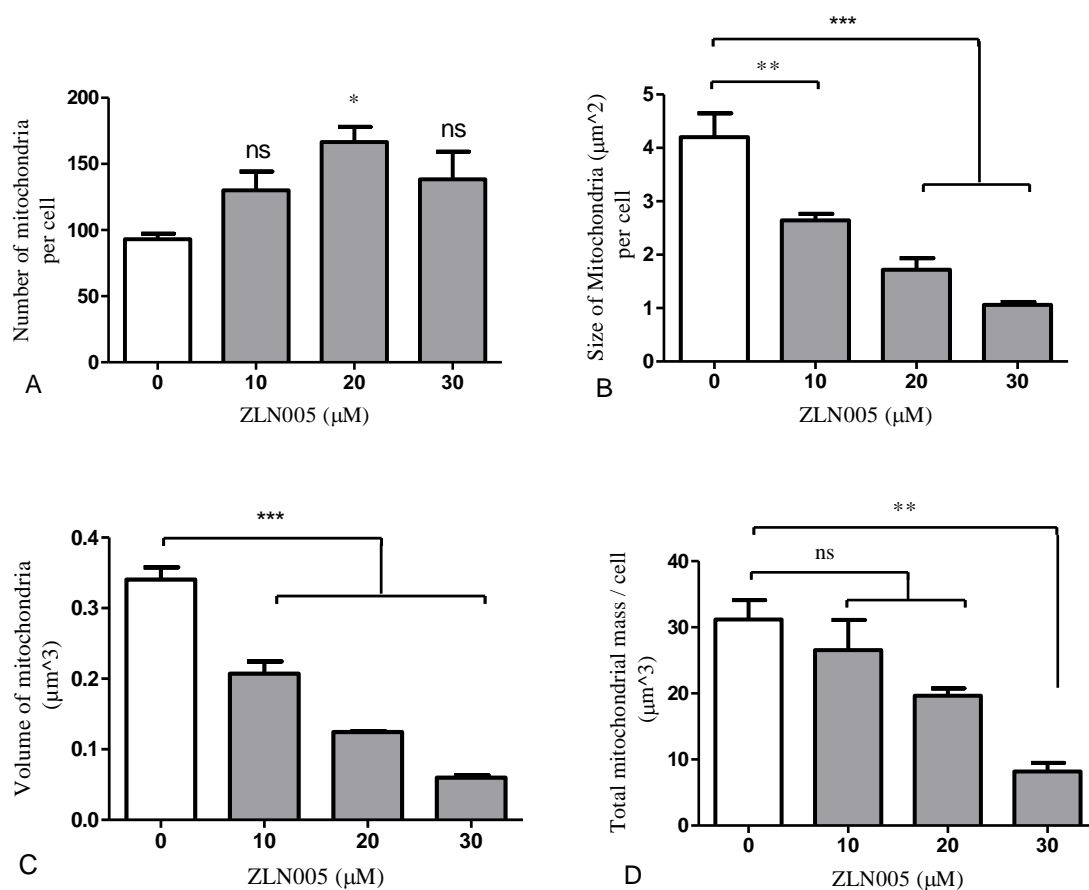 Number of mitochondria
per cell
200
150
100
50
0
ns
*
ns
0 10 20 30
ZLN005 (μM)
A
Size of Mitochondria (μm^2)
per cell
5
4
3
2
1
0
***
**
0 10 20 30
ZLN005 (μM)
B
Volume of mitochondria
(μm^3)
0.4
0.3
0.2
0.1
0.0
***
0 10 20 30
ZLN005 (μM)
C
Total mitochondrial mass / cell
(μm^3)
40
30
20
10
0
**
ns
0 10 20 30
ZLN005 (μM)
D